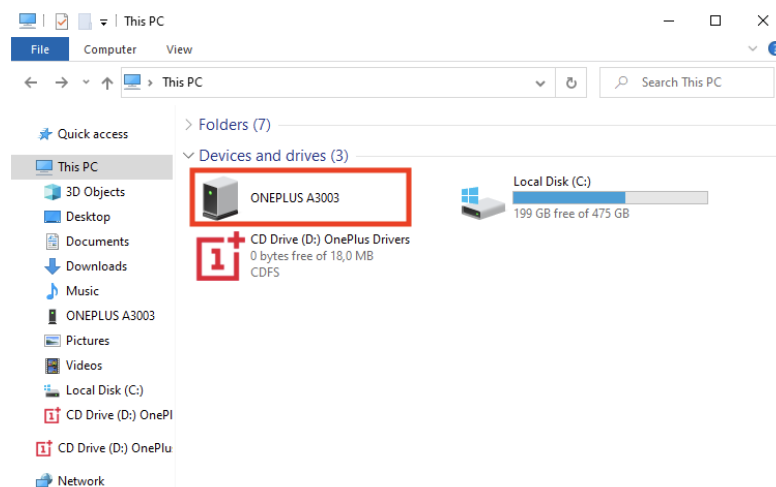 This PC
File Computer View
This PC
Search This PC
Quick access
This PC
3D Objects
Desktop
Documents
Downloads
Music
ONEPLUS A3003
Pictures
Videos
Local Disk (C:)
CD Drive (D:) OnePl
CD Drive (D:) OnePlu
Network
Folders (7)
Devices and drives (3)
ONEPLUS A3003
CD Drive (D:) OnePlus Drivers
0 bytes free of 18,0 MB
CDFS
Local Disk (C:)
199 GB free of 475 GB